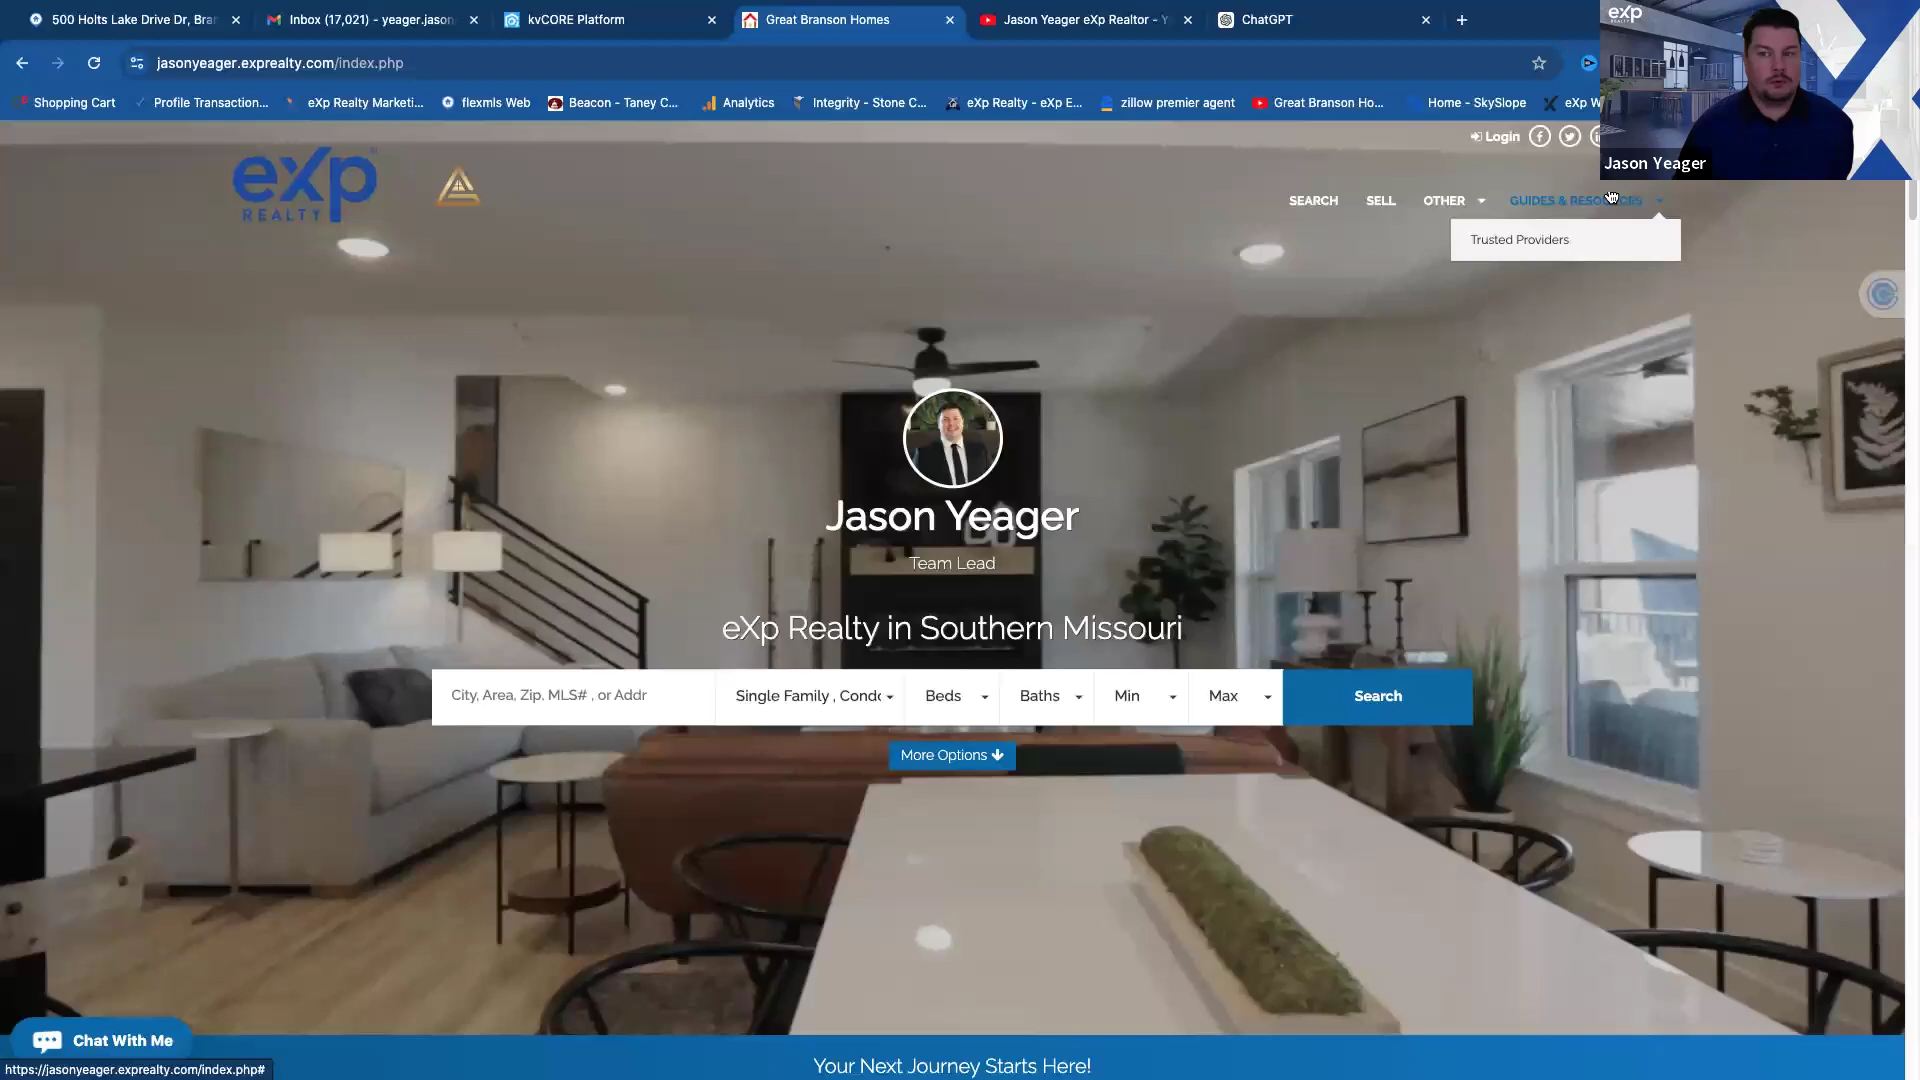 500 Holts Lake Drive Dr, Bra
Inbox (17,021) - yeager.jason
kvCORE Platform
Great Branson Homes
Jason Yeager eXp Realtor - Y
ChatGPT
jasonyeager.exprealty.com/index.php
Shopping Cart
Profile Transaction...
eXp Realty Marketi...
flexmls Web
Beacon - Taney C...
Analytics
Integrity - Stone C...
eXp Realty - eXp E...
zillow premier agent
Great Branson Ho...
Home - SkySlope
eXp W
eXp
REALTY
Jason Yeager
Login
eXp
REALTY
SEARCH
SELL
OTHER
GUIDES & RESOURCES
Trusted Providers
Jason Yeager
Team Lead
eXp Realty in Southern Missouri
City, Area, Zip, MLS# , or Addr
Single Family , Cond
Beds
Baths
Min
Max
Search
More Options
Chat With Me
https://jasonyeager.exprealty.com/index.php#
Your Next Journey Starts Here!